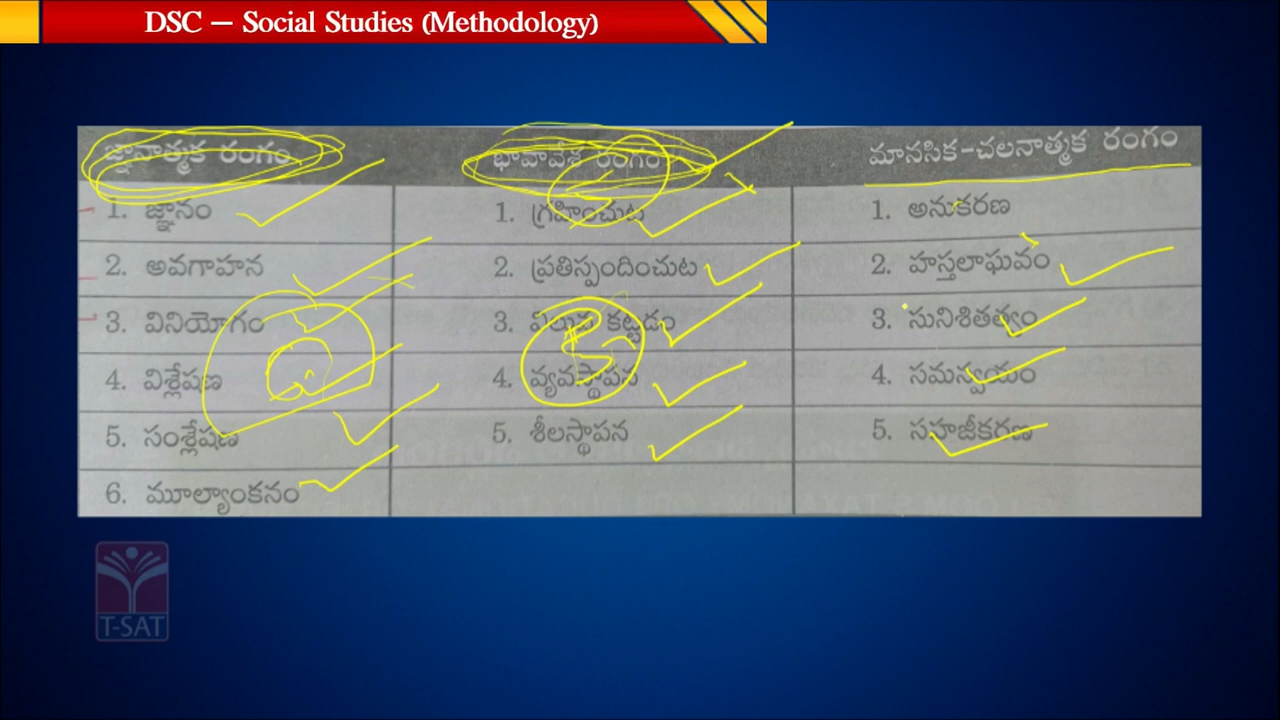 DSC – Social Studies (Methodology)
జ్ఞానాత్మక రంగం భావావేశ రంగం మానసిక-చలనాత్మక రంగం
1. జ్ఞానం 1. గ్రహించుట 1. అనుకరణ
2. అవగాహన 2. ప్రతిస్పందించుట 2. హస్తలాఘవం
3. వినియోగం 3. విలువ కట్టడం 3. సునిశితత్వం
4. విశ్లేషణ 4. వ్యవస్థాపన 4. సమన్వయం
5. సంశ్లేషణ 5. శీలస్థాపన 5. సహజీకరణ
6. మూల్యాంకనం
T-SAT